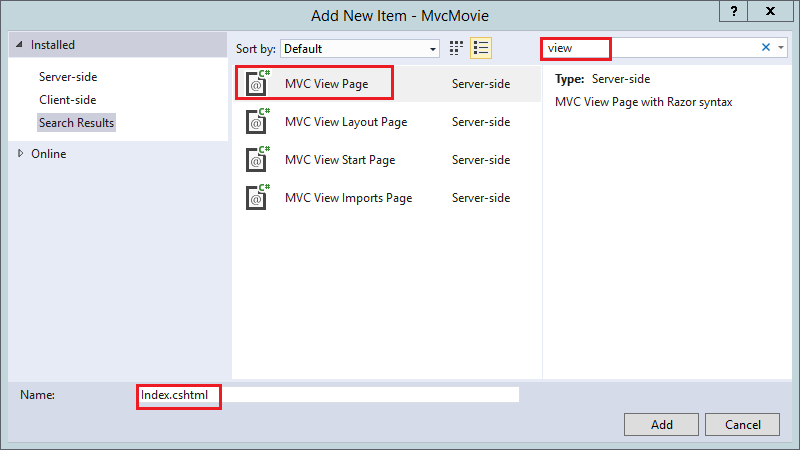 Add New Item - MvcMovie
? X
Installed
Server-side
Client-side
Search Results
Online
Sort by: Default
C# @ MVC View Page Server-side
C# @ MVC View Layout Page Server-side
C# @ MVC View Start Page Server-side
C# @ MVC View Imports Page Server-side
view
Type: Server-side
MVC View Page with Razor syntax
Name: Index.cshtml
Add Cancel